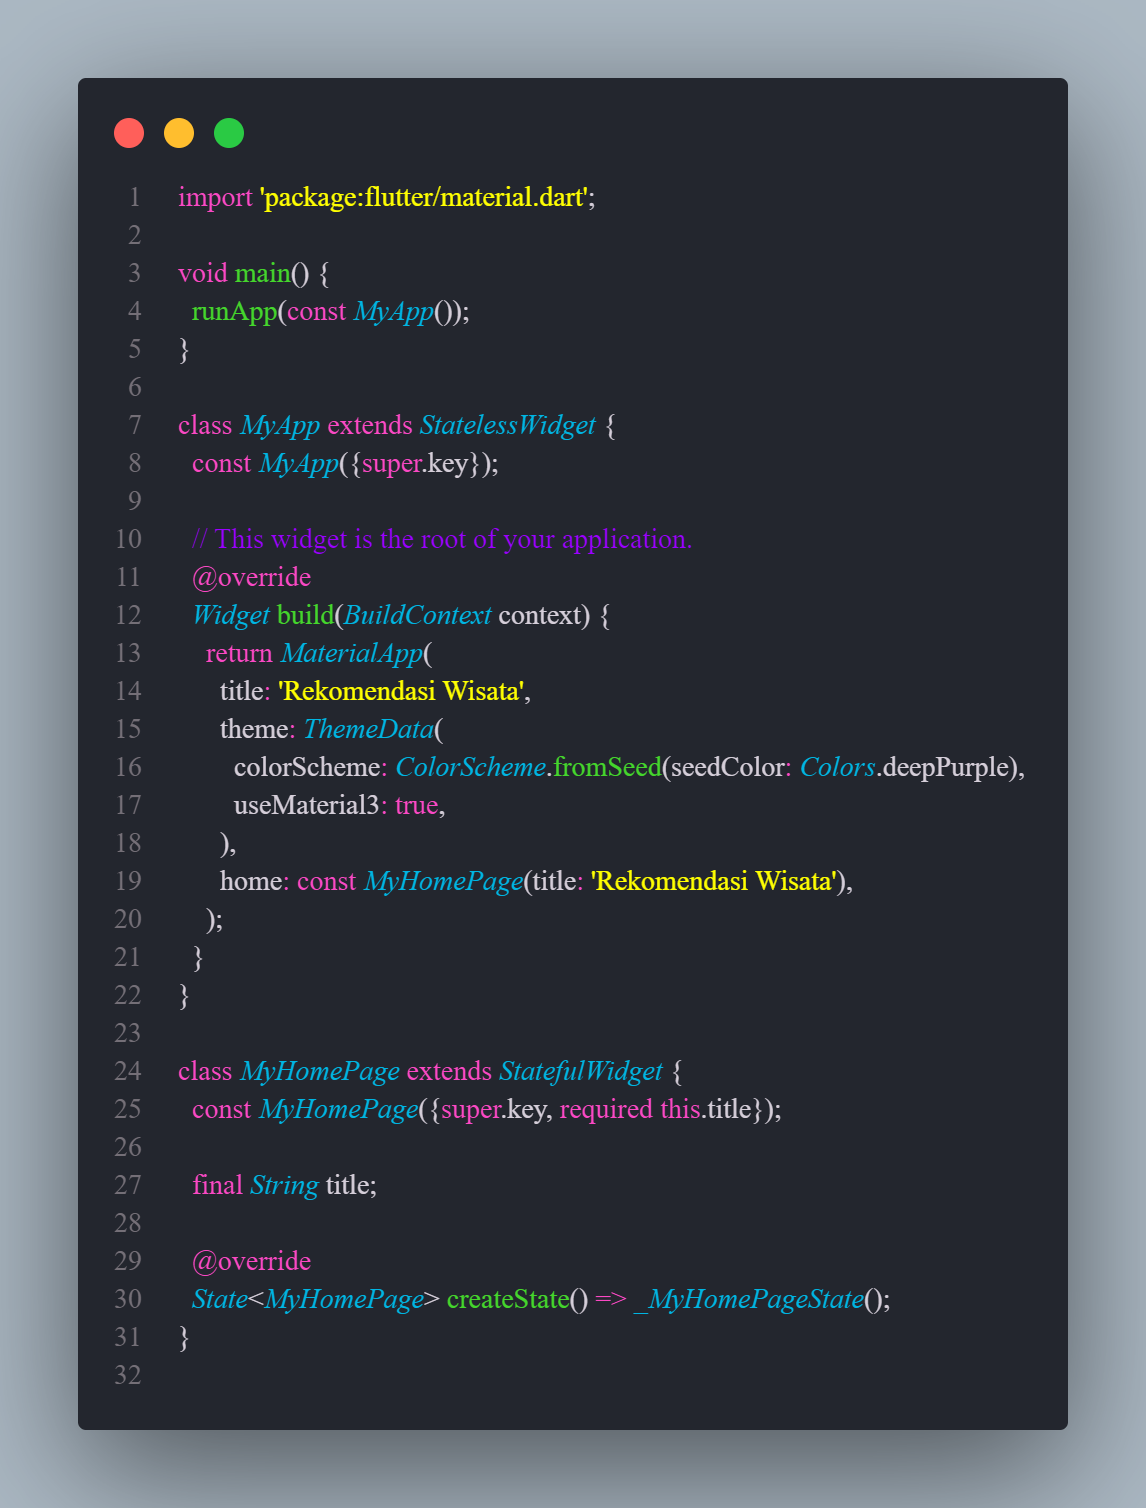 1 import 'package:flutter/material.dart';
2
3 void main() {
4   runApp(const MyApp());
5 }
6
7 class MyApp extends StatelessWidget {
8   const MyApp({super.key});
9
10   // This widget is the root of your application.
11   @override
12   Widget build(BuildContext context) {
13     return MaterialApp(
14       title: 'Rekomendasi Wisata',
15       theme: ThemeData(
16         colorScheme: ColorScheme.fromSeed(seedColor: Colors.deepPurple),
17         useMaterial3: true,
18       ),
19       home: const MyHomePage(title: 'Rekomendasi Wisata'),
20     );
21   }
22 }
23
24 class MyHomePage extends StatefulWidget {
25   const MyHomePage({super.key, required this.title});
26
27   final String title;
28
29   @override
30   State<MyHomePage> createState() => _MyHomePageState();
31 }
32